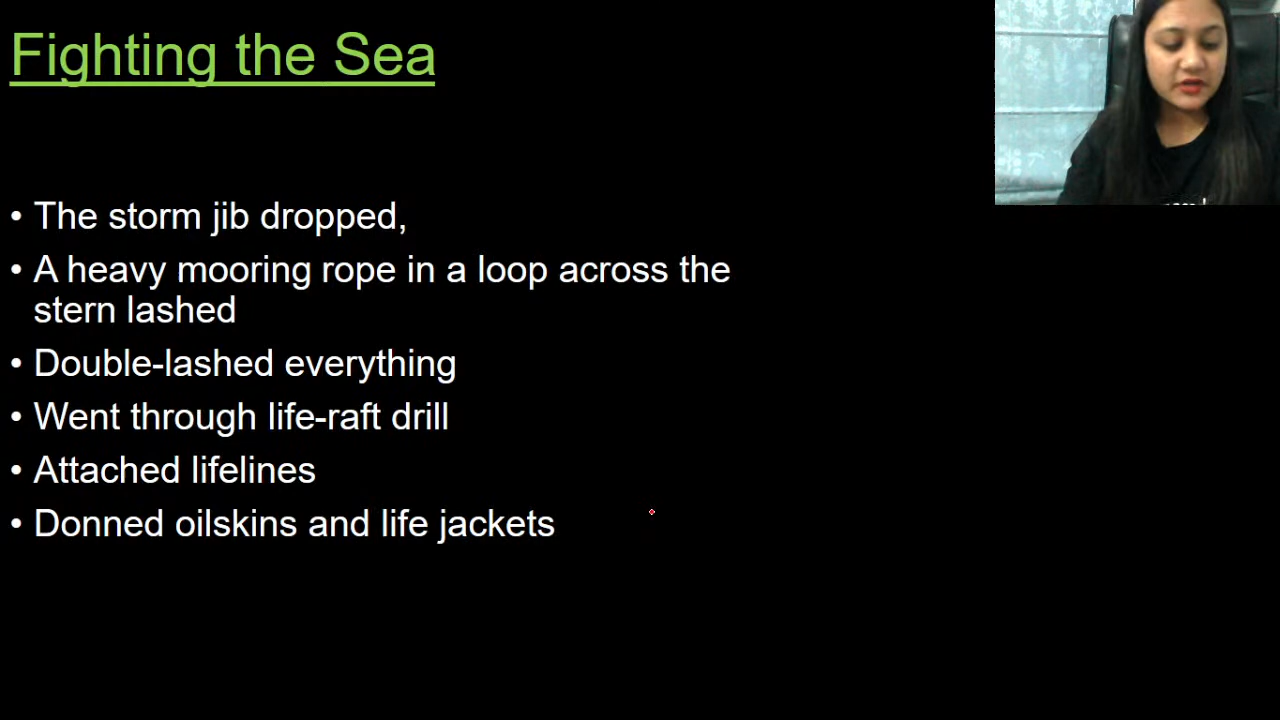 Fighting the Sea
• The storm jib dropped,
• A heavy mooring rope in a loop across the
stern lashed
• Double-lashed everything
• Went through life-raft drill
• Attached lifelines
• Donned oilskins and life jackets